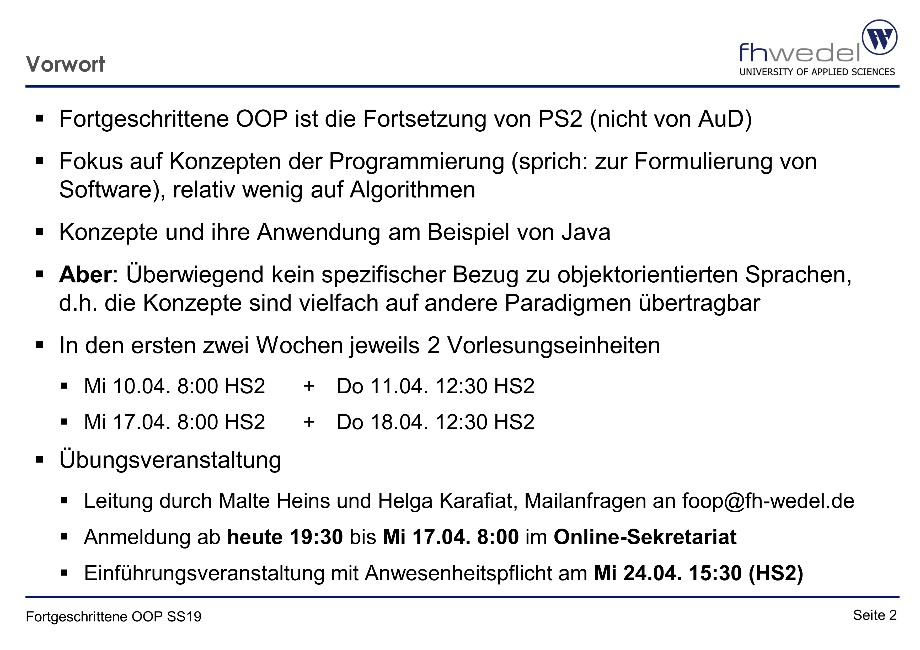 Vorwort
fhwedel
UNIVERSITY OF APPLIED SCIENCES
▪ Fortgeschrittene OOP ist die Fortsetzung von PS2 (nicht von AuD)
▪ Fokus auf Konzepten der Programmierung (sprich: zur Formulierung von
Software), relativ wenig auf Algorithmen
▪ Konzepte und ihre Anwendung am Beispiel von Java
▪ Aber: Überwiegend kein spezifischer Bezug zu objektorientierten Sprachen,
d.h. die Konzepte sind vielfach auf andere Paradigmen übertragbar
▪ In den ersten zwei Wochen jeweils 2 Vorlesungseinheiten
▪ Mi 10.04. 8:00 HS2 + Do 11.04. 12:30 HS2
▪ Mi 17.04. 8:00 HS2 + Do 18.04. 12:30 HS2
▪ Übungsveranstaltung
▪ Leitung durch Malte Heins und Helga Karafiat, Mailanfragen an foop@fh-wedel.de
▪ Anmeldung ab heute 19:30 bis Mi 17.04. 8:00 im Online-Sekretariat
▪ Einführungsveranstaltung mit Anwesenheitspflicht am Mi 24.04. 15:30 (HS2)
Fortgeschrittene OOP SS19
Seite 2